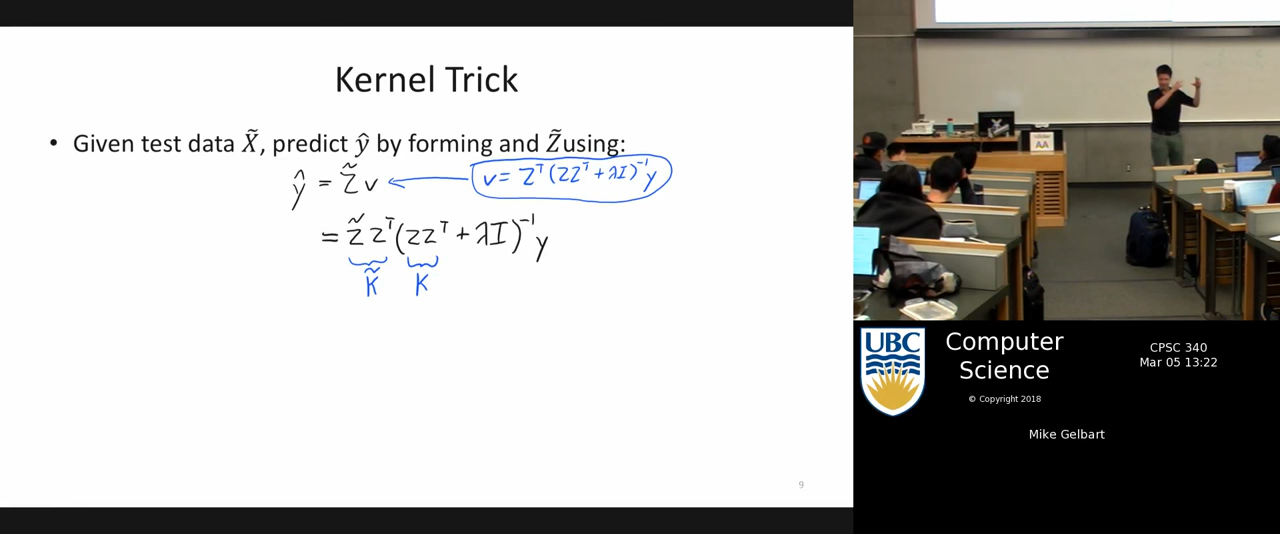 Kernel Trick
• Given test data X̃, predict ŷ by forming and Z̃using:
ŷ = Z̃ v ← v = Zᵀ(ZZᵀ + λI)⁻¹y
= Z̃ Zᵀ(ZZᵀ + λI)⁻¹y
K̃ K
9
AA
UBC
Computer
Science
© Copyright 2018
CPSC 340
Mar 05 13:22
Mike Gelbart